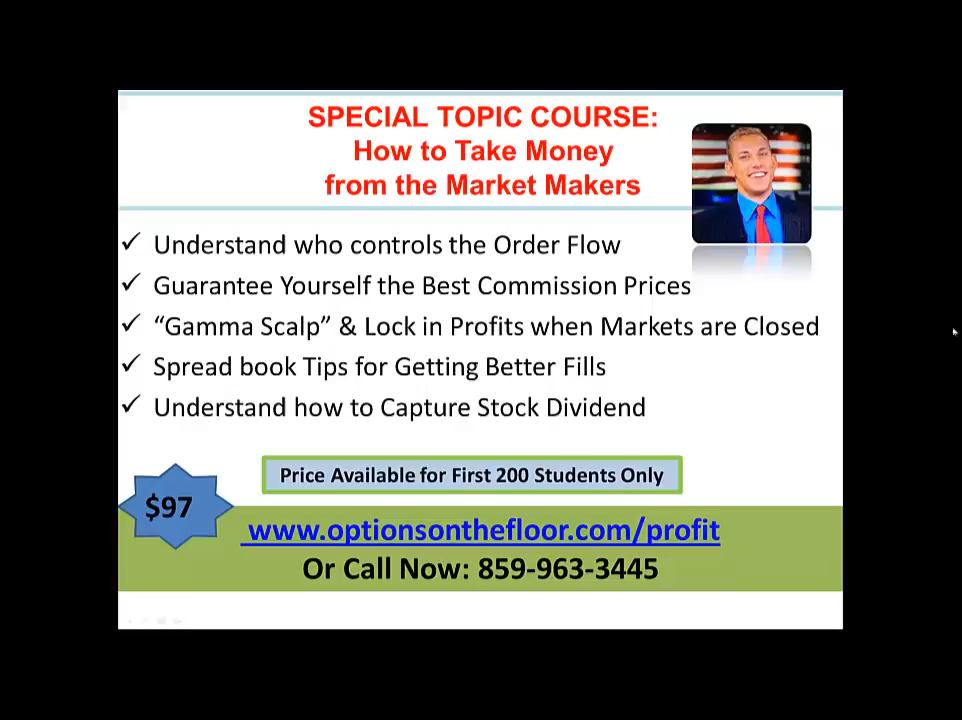 SPECIAL TOPIC COURSE:
How to Take Money
from the Market Makers
✓ Understand who controls the Order Flow
✓ Guarantee Yourself the Best Commission Prices
✓ “Gamma Scalp” & Lock in Profits when Markets are Closed
✓ Spread book Tips for Getting Better Fills
✓ Understand how to Capture Stock Dividend
Price Available for First 200 Students Only
$97
www.optionsonthefloor.com/profit
Or Call Now: 859-963-3445